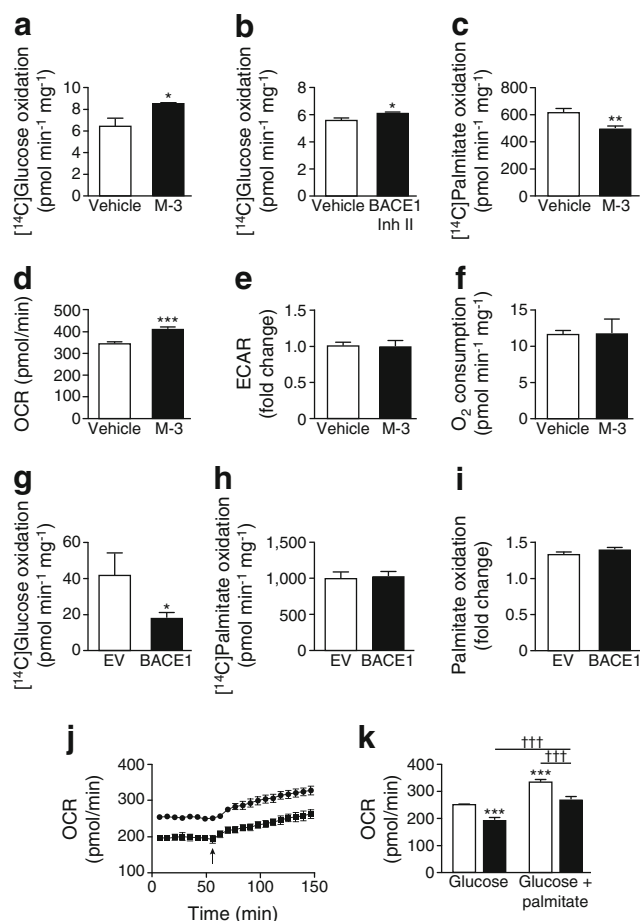 a
[¹⁴C]Glucose oxidation
(pmol min⁻¹ mg⁻¹)
10
8
6
4
2
0
*
Vehicle M-3
b
[¹⁴C]Glucose oxidation
(pmol min⁻¹ mg⁻¹)
8
6
4
2
0
*
Vehicle BACE1
Inh II
c
[¹⁴C]Palmitate oxidation
(pmol min⁻¹ mg⁻¹)
800
600
400
200
0
**
Vehicle M-3
d
OCR (pmol/min)
500
400
300
200
100
0
***
Vehicle M-3
e
ECAR
(fold change)
1.5
1.0
0.5
0
Vehicle M-3
f
O₂ consumption
(pmol min⁻¹ mg⁻¹)
15
10
5
0
Vehicle M-3
g
[¹⁴C]Glucose oxidation
(pmol min⁻¹ mg⁻¹)
60
40
20
0
*
EV BACE1
h
[¹⁴C]Palmitate oxidation
(pmol min⁻¹ mg⁻¹)
1,500
1,000
500
0
EV BACE1
i
Palmitate oxidation
(fold change)
1.5
1.0
0.5
0
EV BACE1
j
OCR
(pmol/min)
400
300
200
100
0 50 100 150
Time (min)
k
OCR
(pmol/min)
400
300
200
100
0
†††
†††
***
***
Glucose Glucose +
palmitate